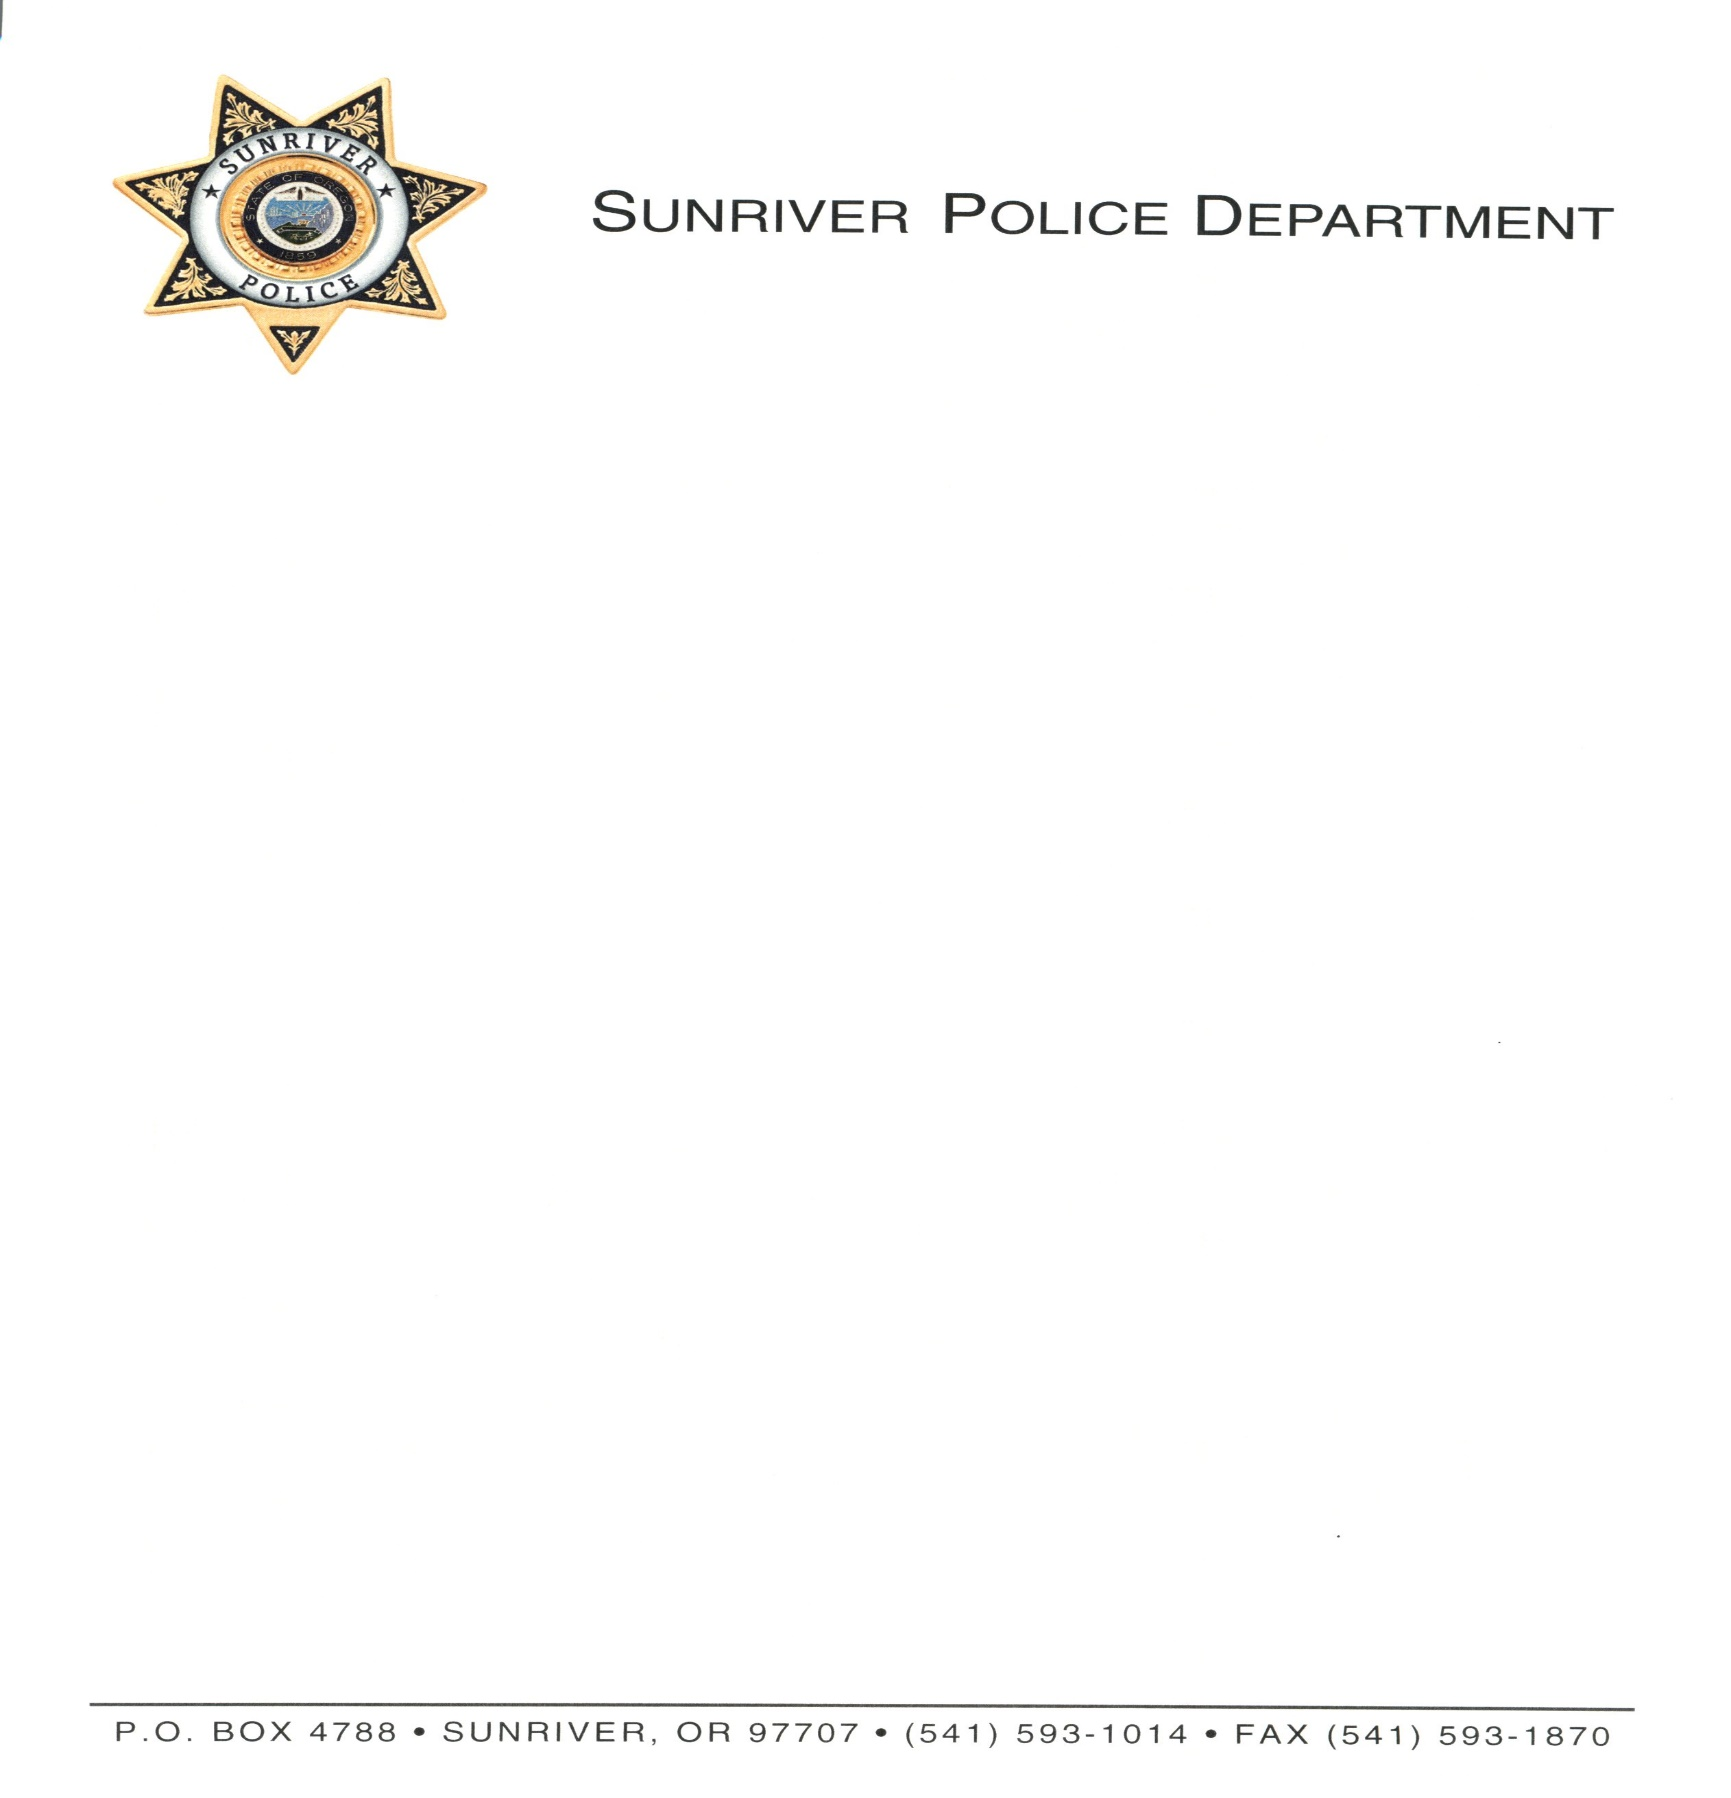 SUNRIVER
STATE OF OREGON
1859
POLICE
SUNRIVER POLICE DEPARTMENT
P.O. BOX 4788 • SUNRIVER, OR 97707 • (541) 593-1014 • FAX (541) 593-1870